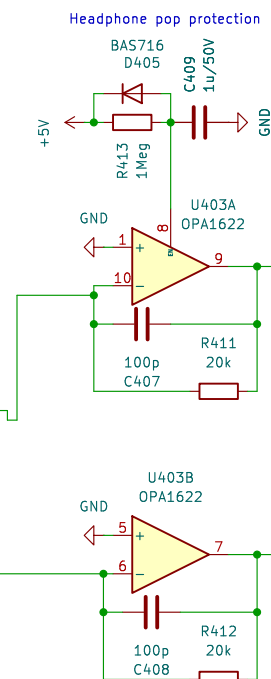 Headphone pop protection
BAS716
D405
C409
1u/50V
+5V
R413
1Meg
GND
GND
U403A
OPA1622
8
1
+
9
10
−
100p
C407
R411
20k
U403B
OPA1622
GND
5
+
7
6
−
100p
C408
R412
20k